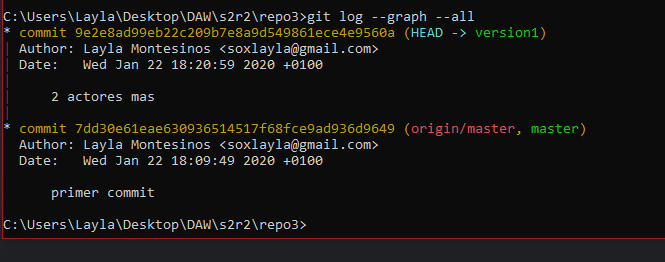 C:\Users\Layla\Desktop\DAW\s2r2\repo3>git log --graph --all
* commit 9e2e8ad99eb22c209b7e8a9d549861ece4e9560a (HEAD -> version1)
| Author: Layla Montesinos <soxlayla@gmail.com>
| Date:   Wed Jan 22 18:20:59 2020 +0100
|
|     2 actores mas
|
* commit 7dd30e61eae630936514517f68fce9ad936d9649 (origin/master, master)
  Author: Layla Montesinos <soxlayla@gmail.com>
  Date:   Wed Jan 22 18:09:49 2020 +0100
      primer commit
C:\Users\Layla\Desktop\DAW\s2r2\repo3>